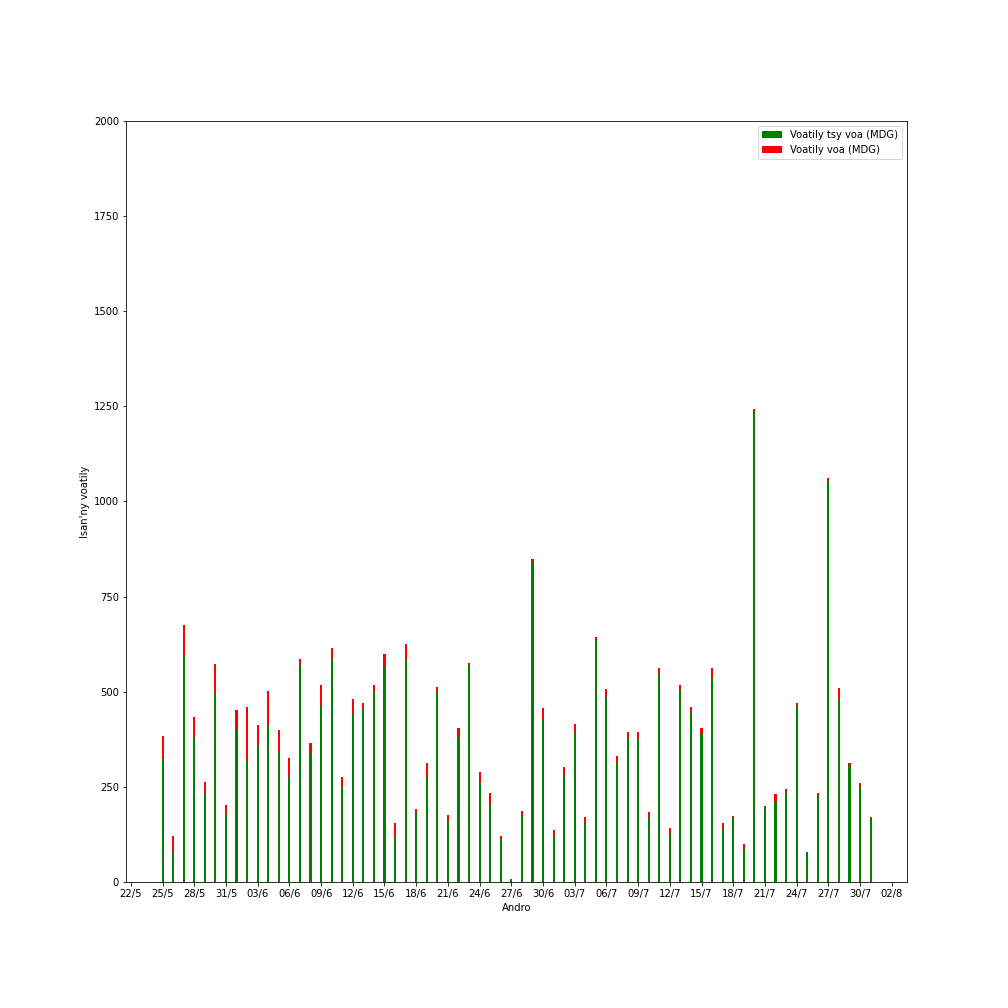 2000
Voatily tsy voa (MDG)
Voatily voa (MDG)
1750
1500
1250
1000
750
500
250
0
Isan'ny voatily
22/5 25/5 28/5 31/5 03/6 06/6 09/6 12/6 15/6 18/6 21/6 24/6 27/6 30/6 03/7 06/7 09/7 12/7 15/7 18/7 21/7 24/7 27/7 30/7 02/8
Andro